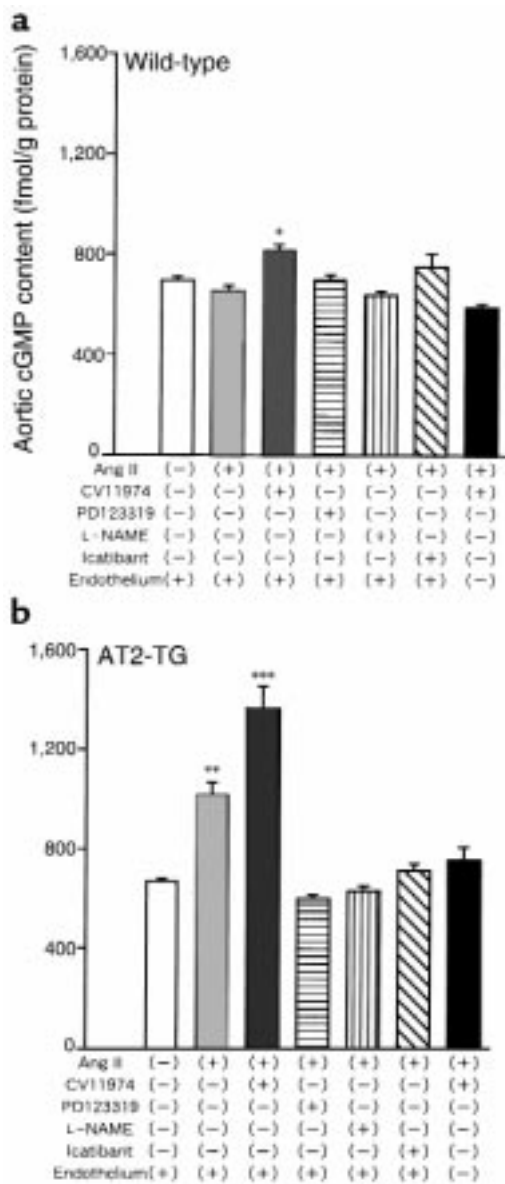 a
Wild-type
Aortic cGMP content (fmol/g protein)
1,600
1,200
800
400
0
*
Ang II (−) (+) (+) (+) (+) (+) (+)
CV11974 (−) (−) (+) (−) (−) (−) (+)
PD123319 (−) (−) (−) (+) (−) (−) (−)
L-NAME (−) (−) (−) (−) (+) (−) (−)
Icatibant (−) (−) (−) (−) (−) (+) (−)
Endothelium (+) (+) (+) (+) (+) (+) (−)
b
AT2-TG
1,600
1,200
800
400
0
**
***
Ang II (−) (+) (+) (+) (+) (+) (+)
CV11974 (−) (−) (+) (−) (−) (−) (+)
PD123319 (−) (−) (−) (+) (−) (−) (−)
L-NAME (−) (−) (−) (−) (+) (−) (−)
Icatibant (−) (−) (−) (−) (−) (+) (−)
Endothelium (+) (+) (+) (+) (+) (+) (−)